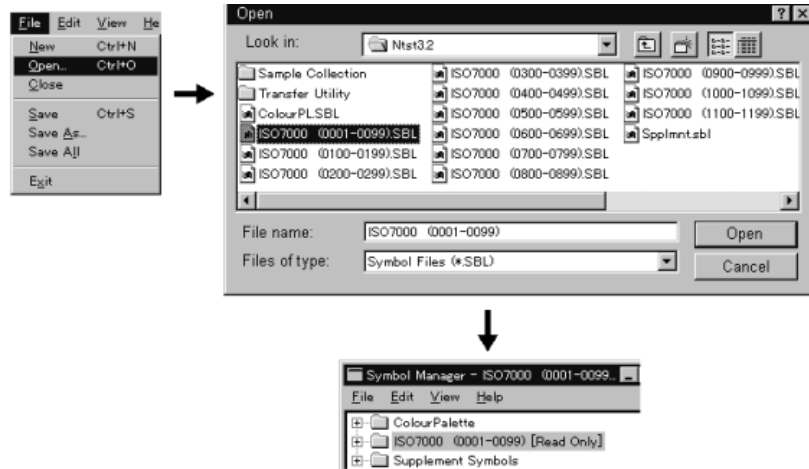 File Edit View He
New Ctrl+N
Open... Ctrl+O
Close
Save Ctrl+S
Save As...
Save All
Exit
Open
Look in: Ntst3.2
Sample Collection
Transfer Utility
ColourPL.SBL
ISO7000 (0001-0099).SBL
ISO7000 (0100-0199).SBL
ISO7000 (0200-0299).SBL
ISO7000 (0300-0399).SBL
ISO7000 (0400-0499).SBL
ISO7000 (0500-0599).SBL
ISO7000 (0600-0699).SBL
ISO7000 (0700-0799).SBL
ISO7000 (0800-0899).SBL
ISO7000 (0900-0999).SBL
ISO7000 (1000-1099).SBL
ISO7000 (1100-1199).SBL
Spplmnt.sbl
File name: ISO7000 (0001-0099) Open
Files of type: Symbol Files (*.SBL) Cancel
Symbol Manager - ISO7000 (0001-0099..
File Edit View Help
ColourPalette
ISO7000 (0001-0099) [Read Only]
Supplement Symbols